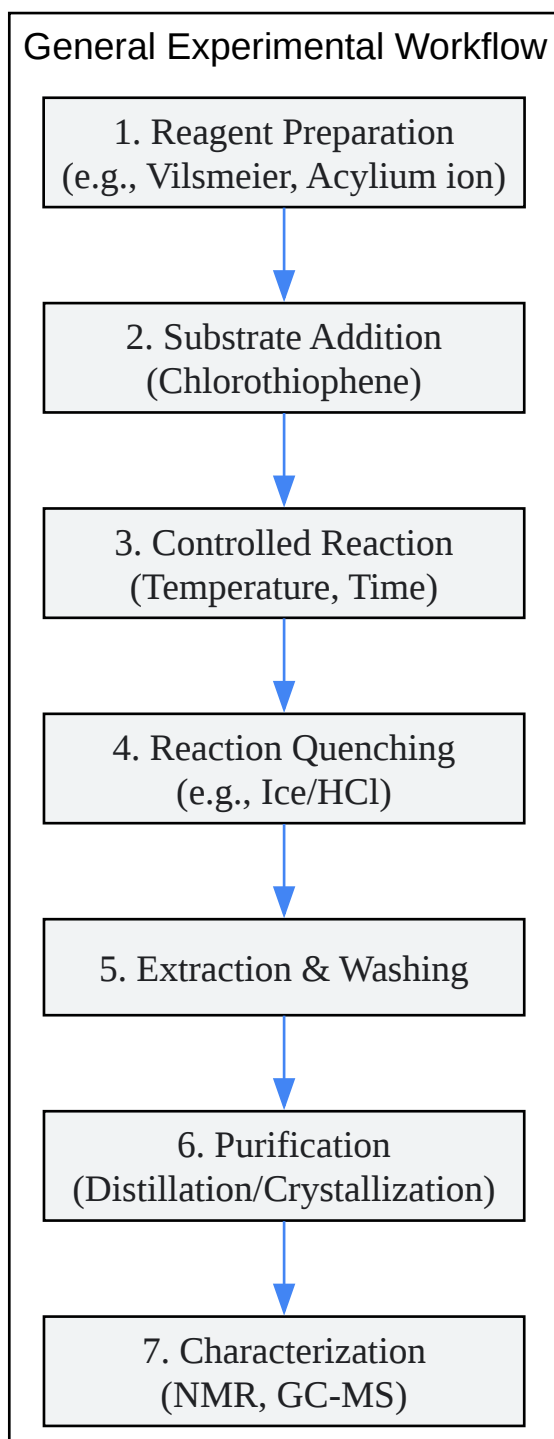 General Experimental Workflow
1. Reagent Preparation
(e.g., Vilsmeier, Acylium ion)
2. Substrate Addition
(Chlorothiophene)
3. Controlled Reaction
(Temperature, Time)
4. Reaction Quenching
(e.g., Ice/HCl)
5. Extraction & Washing
6. Purification
(Distillation/Crystallization)
7. Characterization
(NMR, GC-MS)